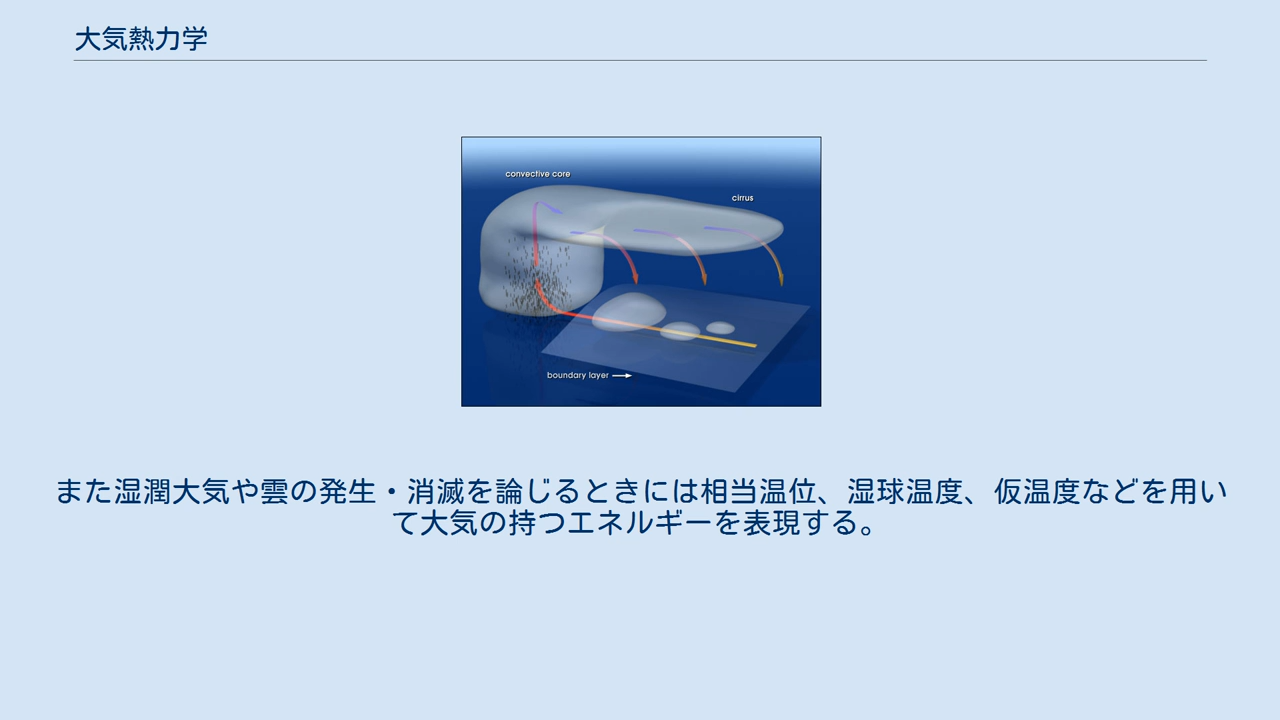 大気熱力学
convective core
cirrus
boundary layer
また湿潤大気や雲の発生・消滅を論じるときには相当温位、湿球温度、仮温度などを用い
て大気の持つエネルギーを表現する。